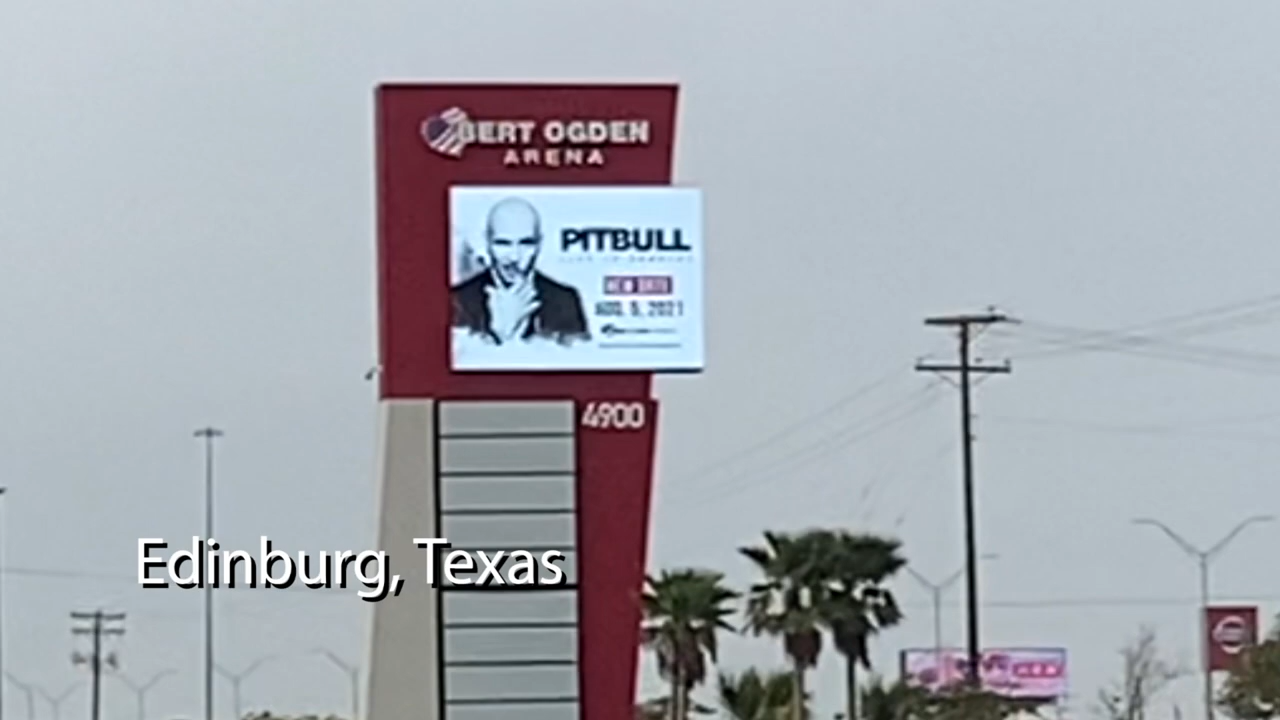 BERT OGDEN
ARENA
PITBULL
NEW DATE
AUG. 5, 2021
4900
Edinburg, Texas